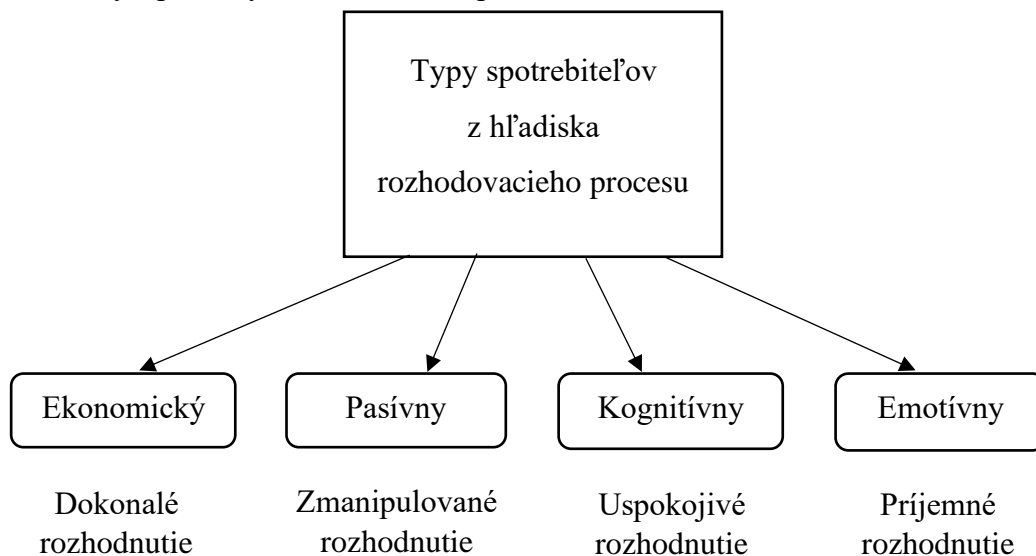 Typy spotrebiteľov
z hľadiska
rozhodovacieho procesu
Ekonomický
Pasívny
Kognitívny
Emotívny
Dokonalé
rozhodnutie
Zmanipulované
rozhodnutie
Uspokojivé
rozhodnutie
Príjemné
rozhodnutie